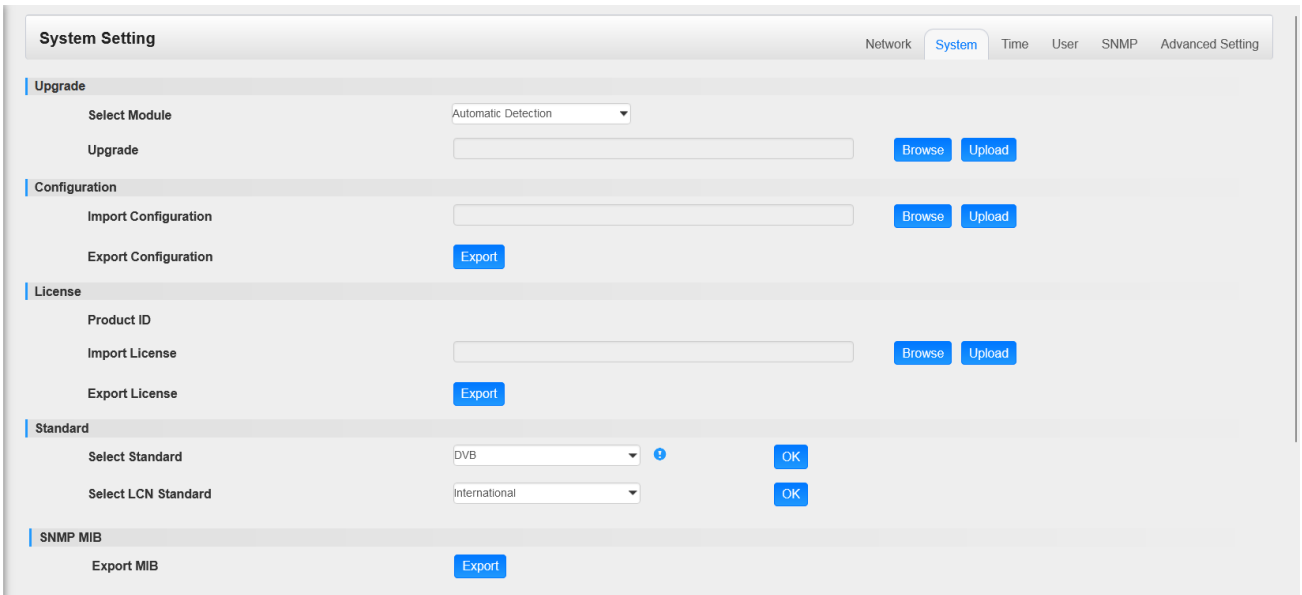 System Setting Network System Time User SNMP Advanced Setting
Upgrade
Select Module Automatic Detection
Upgrade Browse Upload
Configuration
Import Configuration Browse Upload
Export Configuration Export
License
Product ID
Import License Browse Upload
Export License Export
Standard
Select Standard DVB OK
Select LCN Standard International OK
SNMP MIB
Export MIB Export